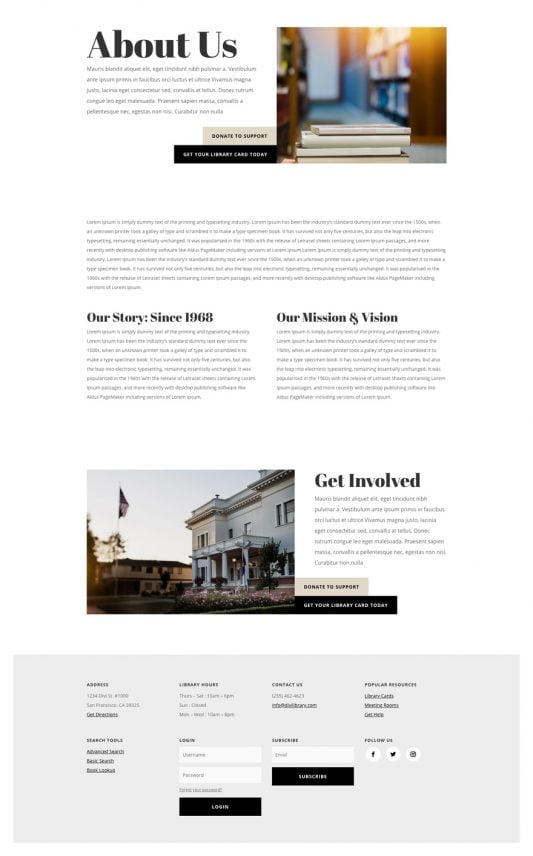 About Us
Mauris blandit aliquet elit, eget tincidunt nibh pulvinar a. Vivamus
ante ipsum primis in faucibus orci luctus et ultrice Vivamus magna
justo, lacinia eget consectetur sed, convallis at tellus. Donec rutrum
congue leo eget malesuada. Praesent sapien massa, convallis a
pellentesque nec, egestas non nisi. Curabitur non nulla
DONATE TO SUPPORT
GET YOUR LIBRARY CARD TODAY
Lorem Ipsum is simply dummy text of the printing and typesetting industry. Lorem Ipsum has been the industry's standard dummy text ever since the 1500s, when
an unknown printer took a galley of type and scrambled it to make a type specimen book. It has survived not only five centuries, but also the leap into electronic
typesetting, remaining essentially unchanged. It was popularised in the 1960s with the release of Letraset sheets containing Lorem Ipsum passages, and more
recently with desktop publishing software like Aldus PageMaker including versions of Lorem Ipsum.Lorem Ipsum is simply dummy text of the printing and typesetting
industry. Lorem Ipsum has been the industry's standard dummy text ever since the 1500s, when an unknown printer took a galley of type and scrambled it to make
a type specimen book. It has survived not only five centuries, but also the leap into electronic typesetting, remaining essentially unchanged. It was popularised in
the 1960s with the release of Letraset sheets containing Lorem Ipsum passages, and more recently with desktop publishing software like Aldus PageMaker including
versions of Lorem Ipsum.
Our Story: Since 1968
Lorem Ipsum is simply dummy text of the printing and typesetting
industry. Lorem Ipsum has been the industry's standard dummy text
ever since the 1500s, when an unknown printer took a galley of type and scrambled it to
make a type specimen book. It has survived not only five centuries, but also
the leap into electronic typesetting, remaining essentially unchanged. It was
popularised in the 1960s with the release of Letraset sheets containing Lorem
Ipsum passages, and more recently with desktop publishing software like
Aldus PageMaker including versions of Lorem Ipsum.
Our Mission & Vision
Lorem Ipsum is simply dummy text of the printing and typesetting
industry. Lorem Ipsum has been the industry's standard dummy text ever since the 1500s,
when an unknown printer took a galley of type and scrambled it to
make a type specimen book. It has survived not only five centuries, but also
the leap into electronic typesetting, remaining essentially unchanged. It was
popularised in the 1960s with the release of Letraset sheets containing Lorem
Ipsum passages, and more recently with desktop publishing software like
Aldus PageMaker including versions of Lorem Ipsum.
Get Involved
Mauris blandit aliquet elit, eget tincidunt nibh
pulvinar a. Vivamus ante ipsum primis in faucibus
orci luctus et ultrice Vivamus magna justo, lacinia
eget consectetur sed, convallis at tellus. Donec
rutrum congue leo eget malesuada. Praesent sapien
massa, convallis a pellentesque nec, egestas non nisi.
Curabitur non nulla
DONATE TO SUPPORT
GET YOUR LIBRARY CARD TODAY
ADDRESS
1234 Divi St. #1000
San Francisco, CA 29325
Get Directions
LIBRARY HOURS
Thurs – Sat : 10am – 6pm
Sun : Closed
Mon – Wed : 10am – 8pm
CONTACT US
(255) 462-4623
info@divilibrary.com
POPULAR RESOURCES
Library Cards
Meeting Rooms
Get Help
SEARCH TOOLS
Advanced Search
Basic Search
Book Lookup
LOGIN
Username
Password
Forgot your password?
LOGIN
SUBSCRIBE
Email
SUBSCRIBE
FOLLOW US